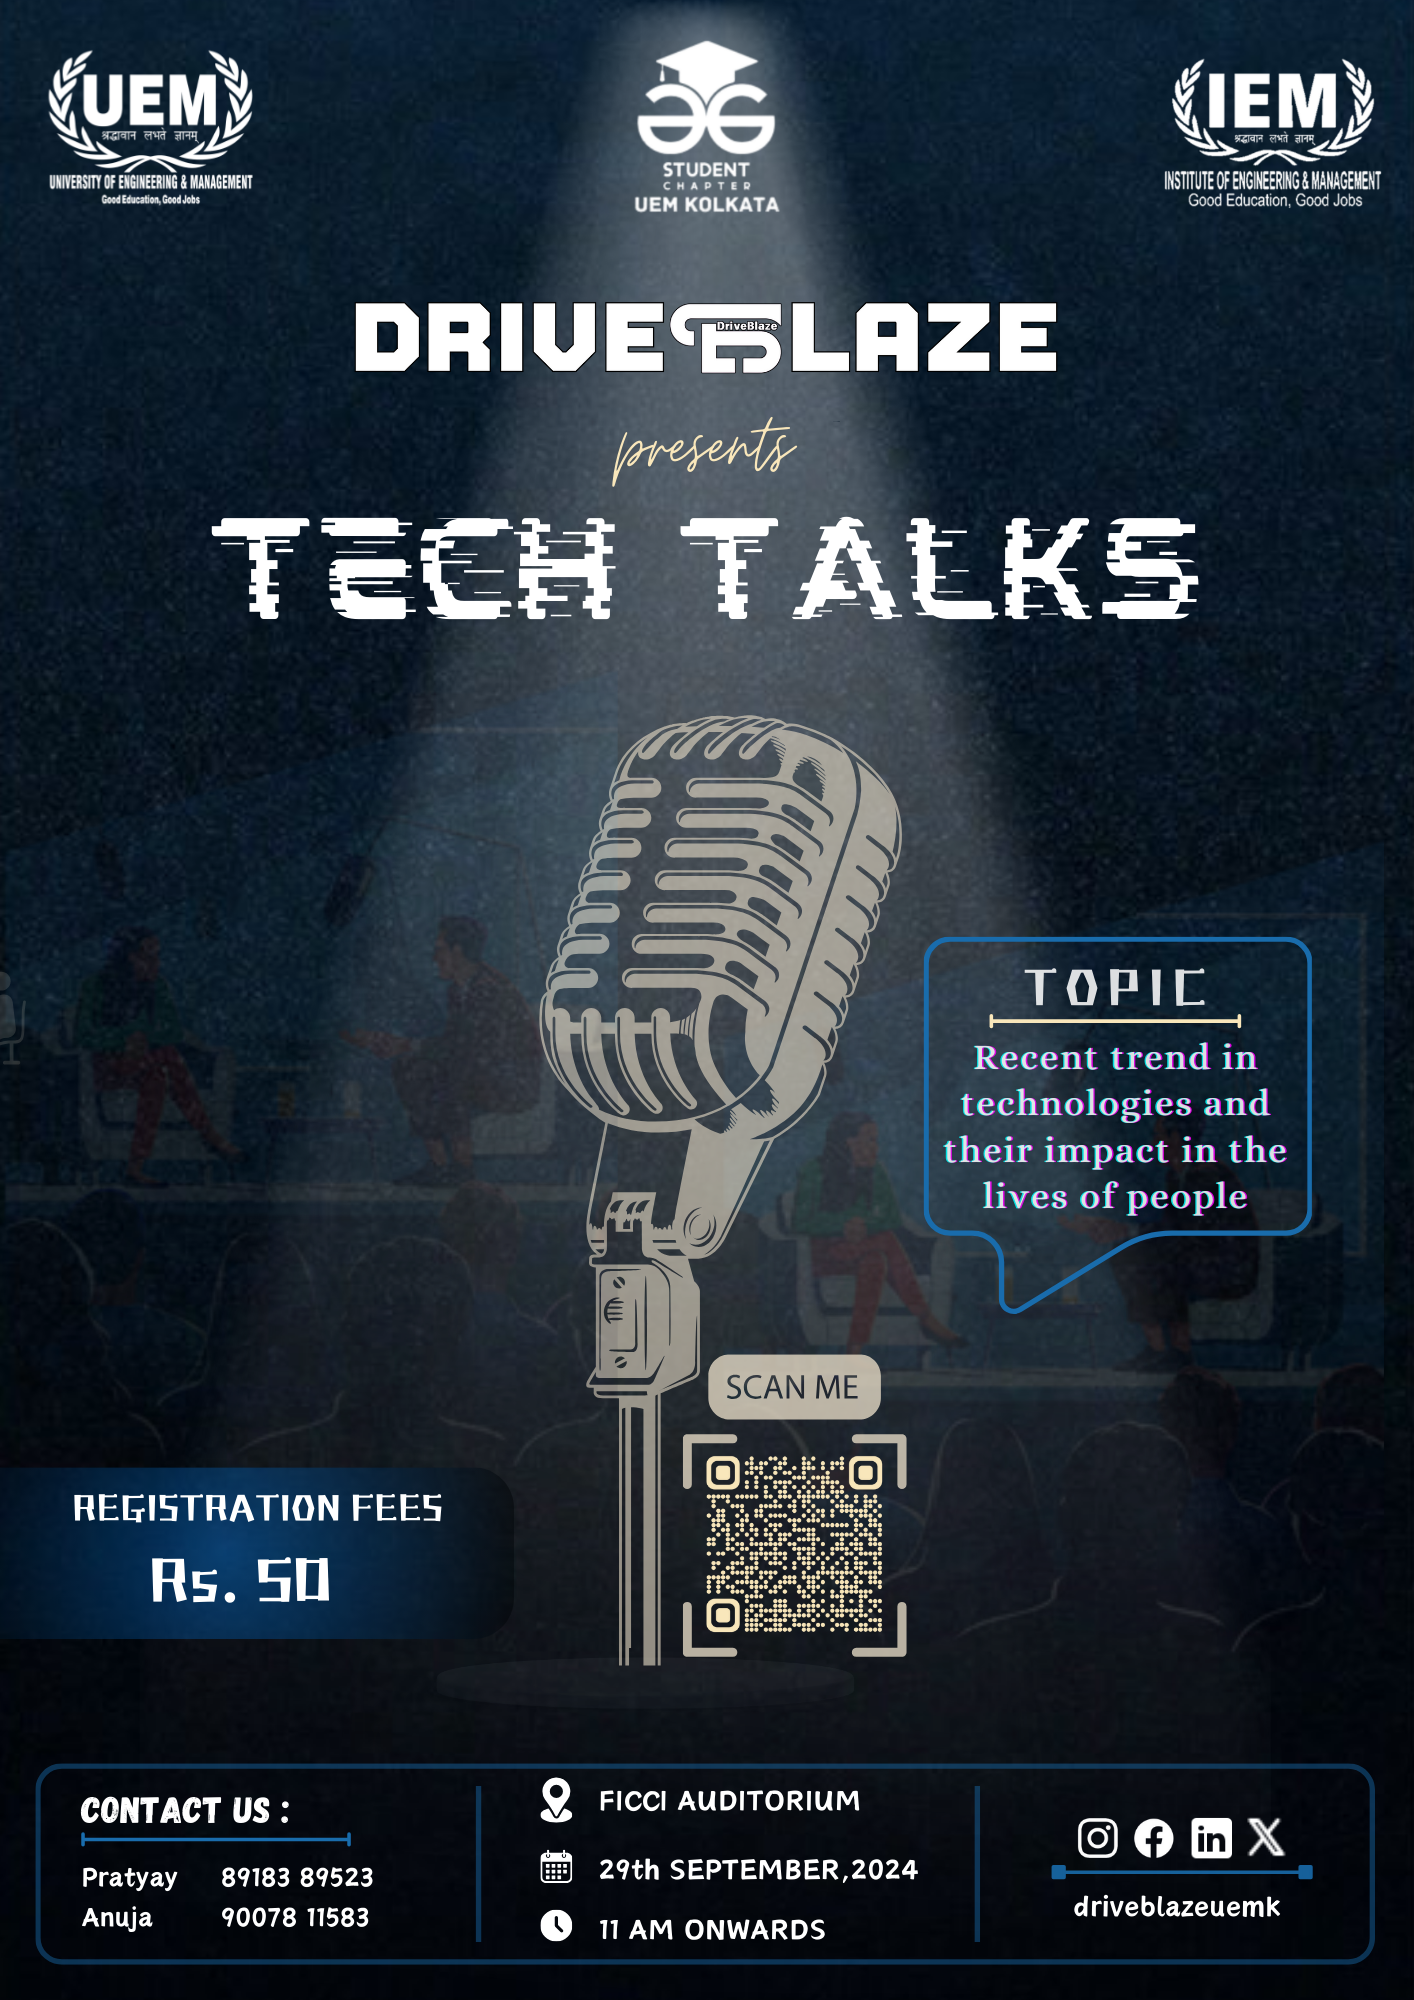 UEM
श्रद्धावान लभते ज्ञानम्
UNIVERSITY OF ENGINEERING & MANAGEMENT
Good Education, Good Jobs
STUDENT
CHAPTER
UEM KOLKATA
IEM
श्रद्धावान लभते ज्ञानम्
INSTITUTE OF ENGINEERING & MANAGEMENT
Good Education, Good Jobs
DRIVEBLAZE
DriveBlaze
presents
TECH TALKS
TOPIC
Recent trend in
technologies and
their impact in the
lives of people
SCAN ME
REGISTRATION FEES
Rs. 50
CONTACT US :
Pratyay 89183 89523
Anuja 90078 11583
FICCI AUDITORIUM
29th SEPTEMBER,2024
11 AM ONWARDS
driveblazeuemk